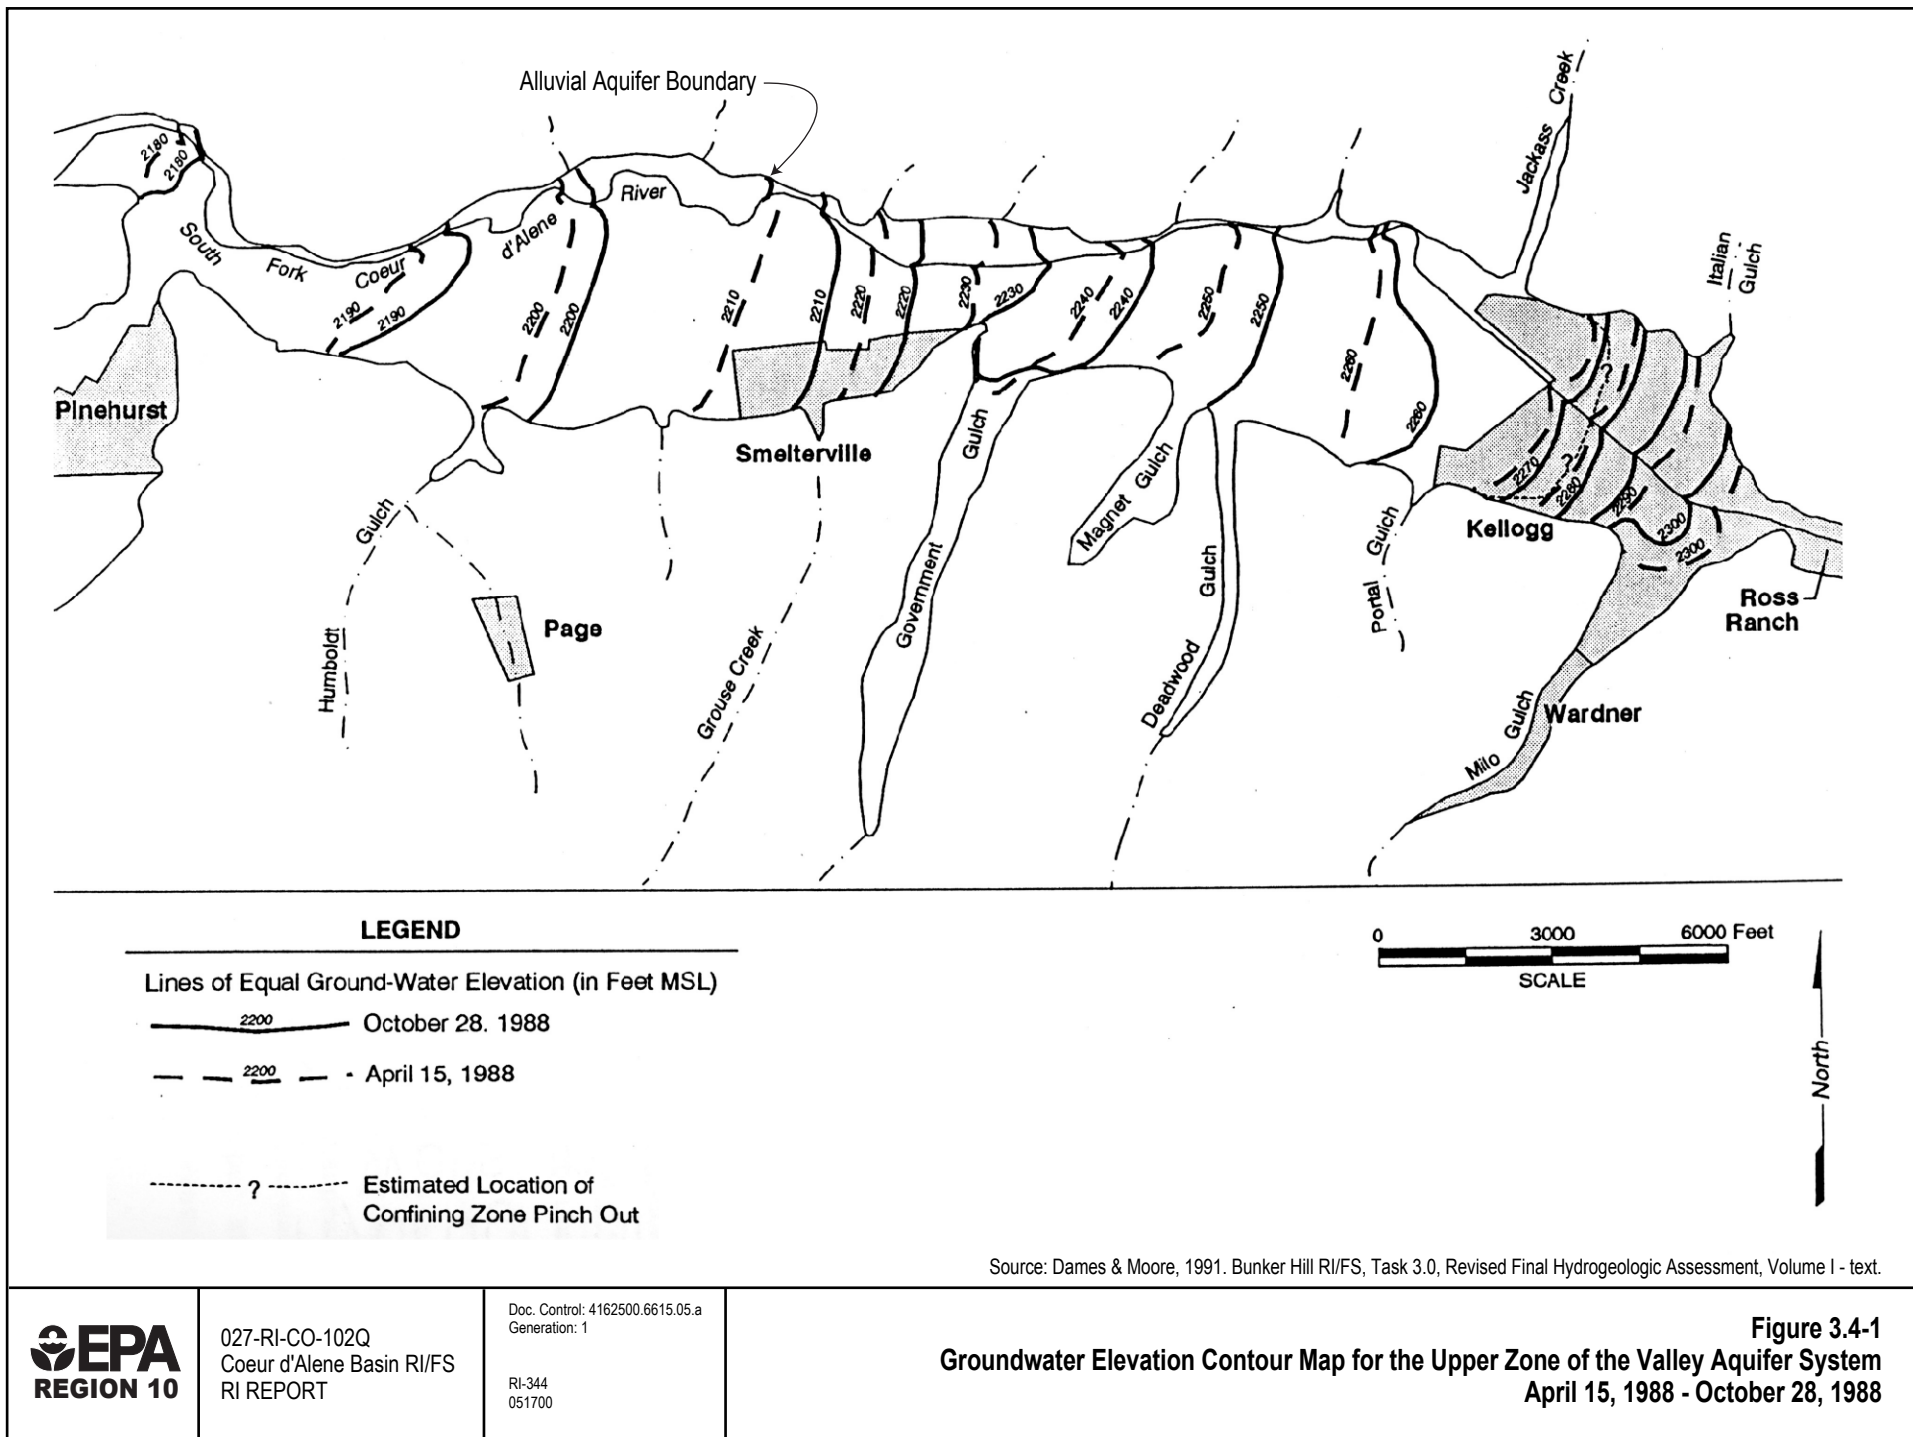 Alluvial Aquifer Boundary
Jackass Creek
Italian
Gulch
2180
2180
River
d'Alene
South
Fork
Coeur
2190
2190
2200
2200
2210
2210
2220
2220
2230
2230
2240
2240
2250
2250
2260
2260
?
?
2270
2280
2290
2300
2300
Pinehurst
Smelterville
Kellogg
Ross
Ranch
Page
Wardner
Humboldt Gulch
Grouse Creek
Government Gulch
Magnet Gulch
Deadwood Gulch
Portal Gulch
Milo Gulch
LEGEND
Lines of Equal Ground-Water Elevation (in Feet MSL)
2200 October 28. 1988
2200 April 15, 1988
? Estimated Location of
Confining Zone Pinch Out
0 3000 6000 Feet
SCALE
North
Source: Dames & Moore, 1991. Bunker Hill RI/FS, Task 3.0, Revised Final Hydrogeologic Assessment, Volume I - text.
EPA
REGION 10
027-RI-CO-102Q
Coeur d'Alene Basin RI/FS
RI REPORT
Doc. Control: 4162500.6615.05.a
Generation: 1
RI-344
051700
Figure 3.4-1
Groundwater Elevation Contour Map for the Upper Zone of the Valley Aquifer System
April 15, 1988 - October 28, 1988